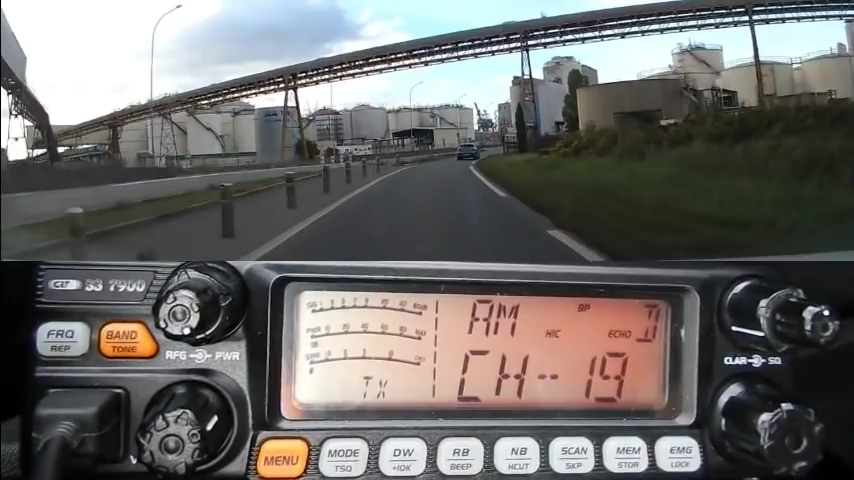 CRT SS 7900
FRQ
REP
BAND
TONE
RFG PWR
AM
BP
HIC
ECHO
D
TX
CH-19
CLAR SQ
MENU
MODE
TSQ
DW
+10K
RB
BEEP
NB
HCUT
SCAN
SKP
MEM
STOR
EMG
LOCK